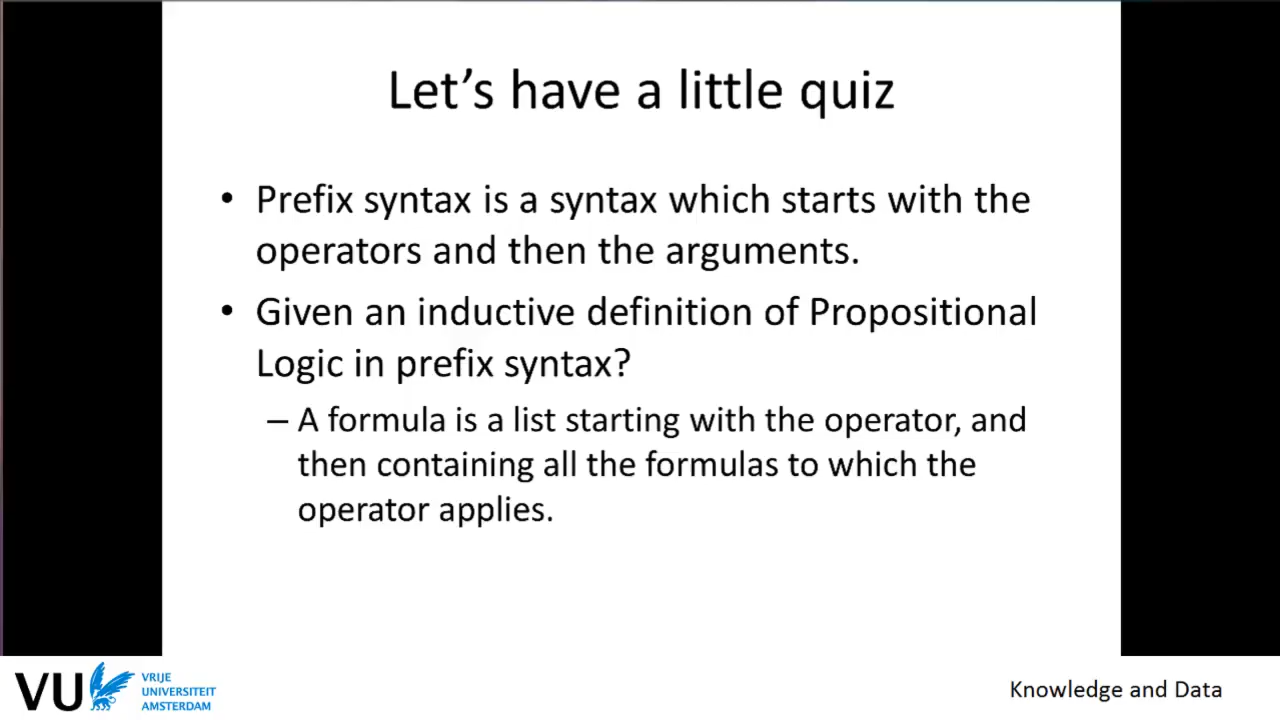 Let’s have a little quiz
• Prefix syntax is a syntax which starts with the
operators and then the arguments.
• Given an inductive definition of Propositional
Logic in prefix syntax?
– A formula is a list starting with the operator, and
then containing all the formulas to which the
operator applies.
VU
VRIJE
UNIVERSITEIT
AMSTERDAM
Knowledge and Data